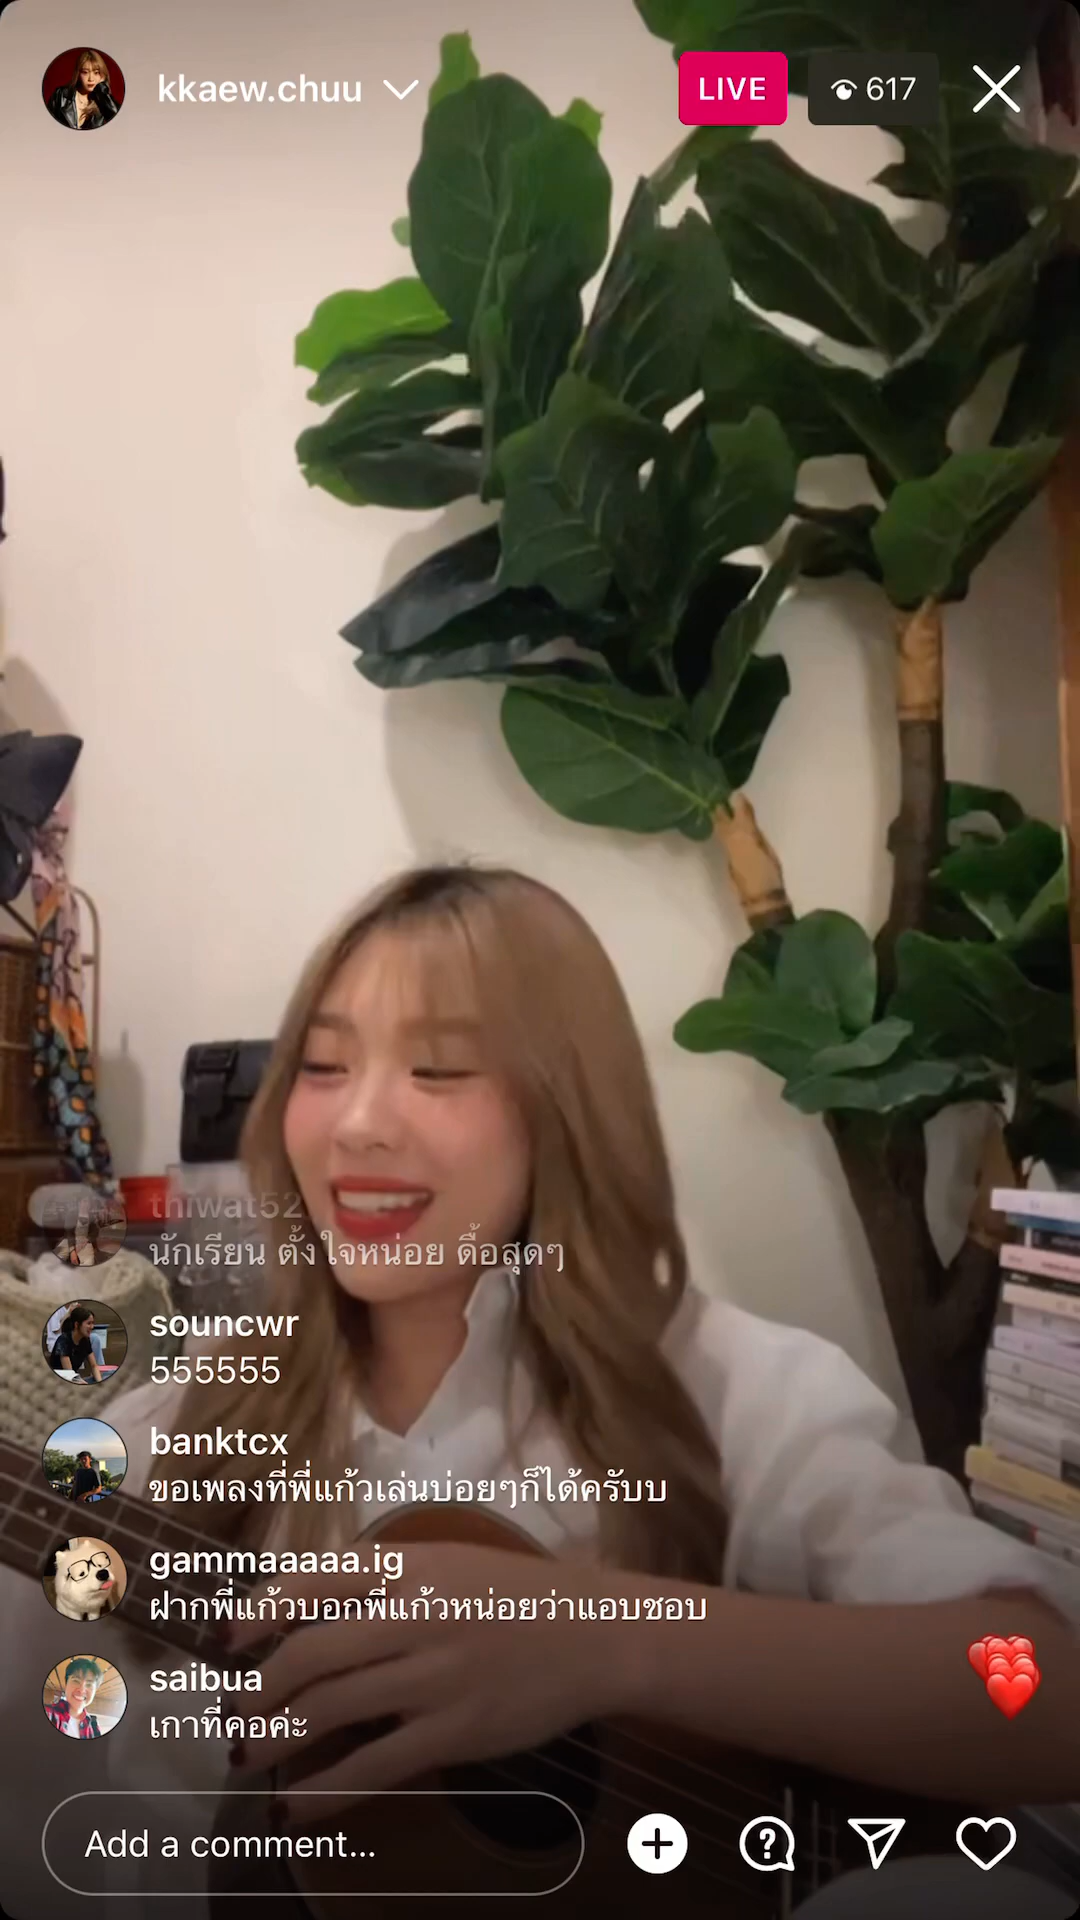 kkaew.chuu
LIVE
617
thiwat52
นักเรียน ตั้งใจหน่อย ดื้อสุดๆ
souncwr
555555
banktcx
ขอเพลงที่พี่แก้วเล่นบ่อยๆก็ได้ครับบ
gammaaaaa.ig
ฝากพี่แก้วบอกพี่แก้วหน่อยว่าแอบชอบ
saibua
เกาที่คอค่ะ
Add a comment...